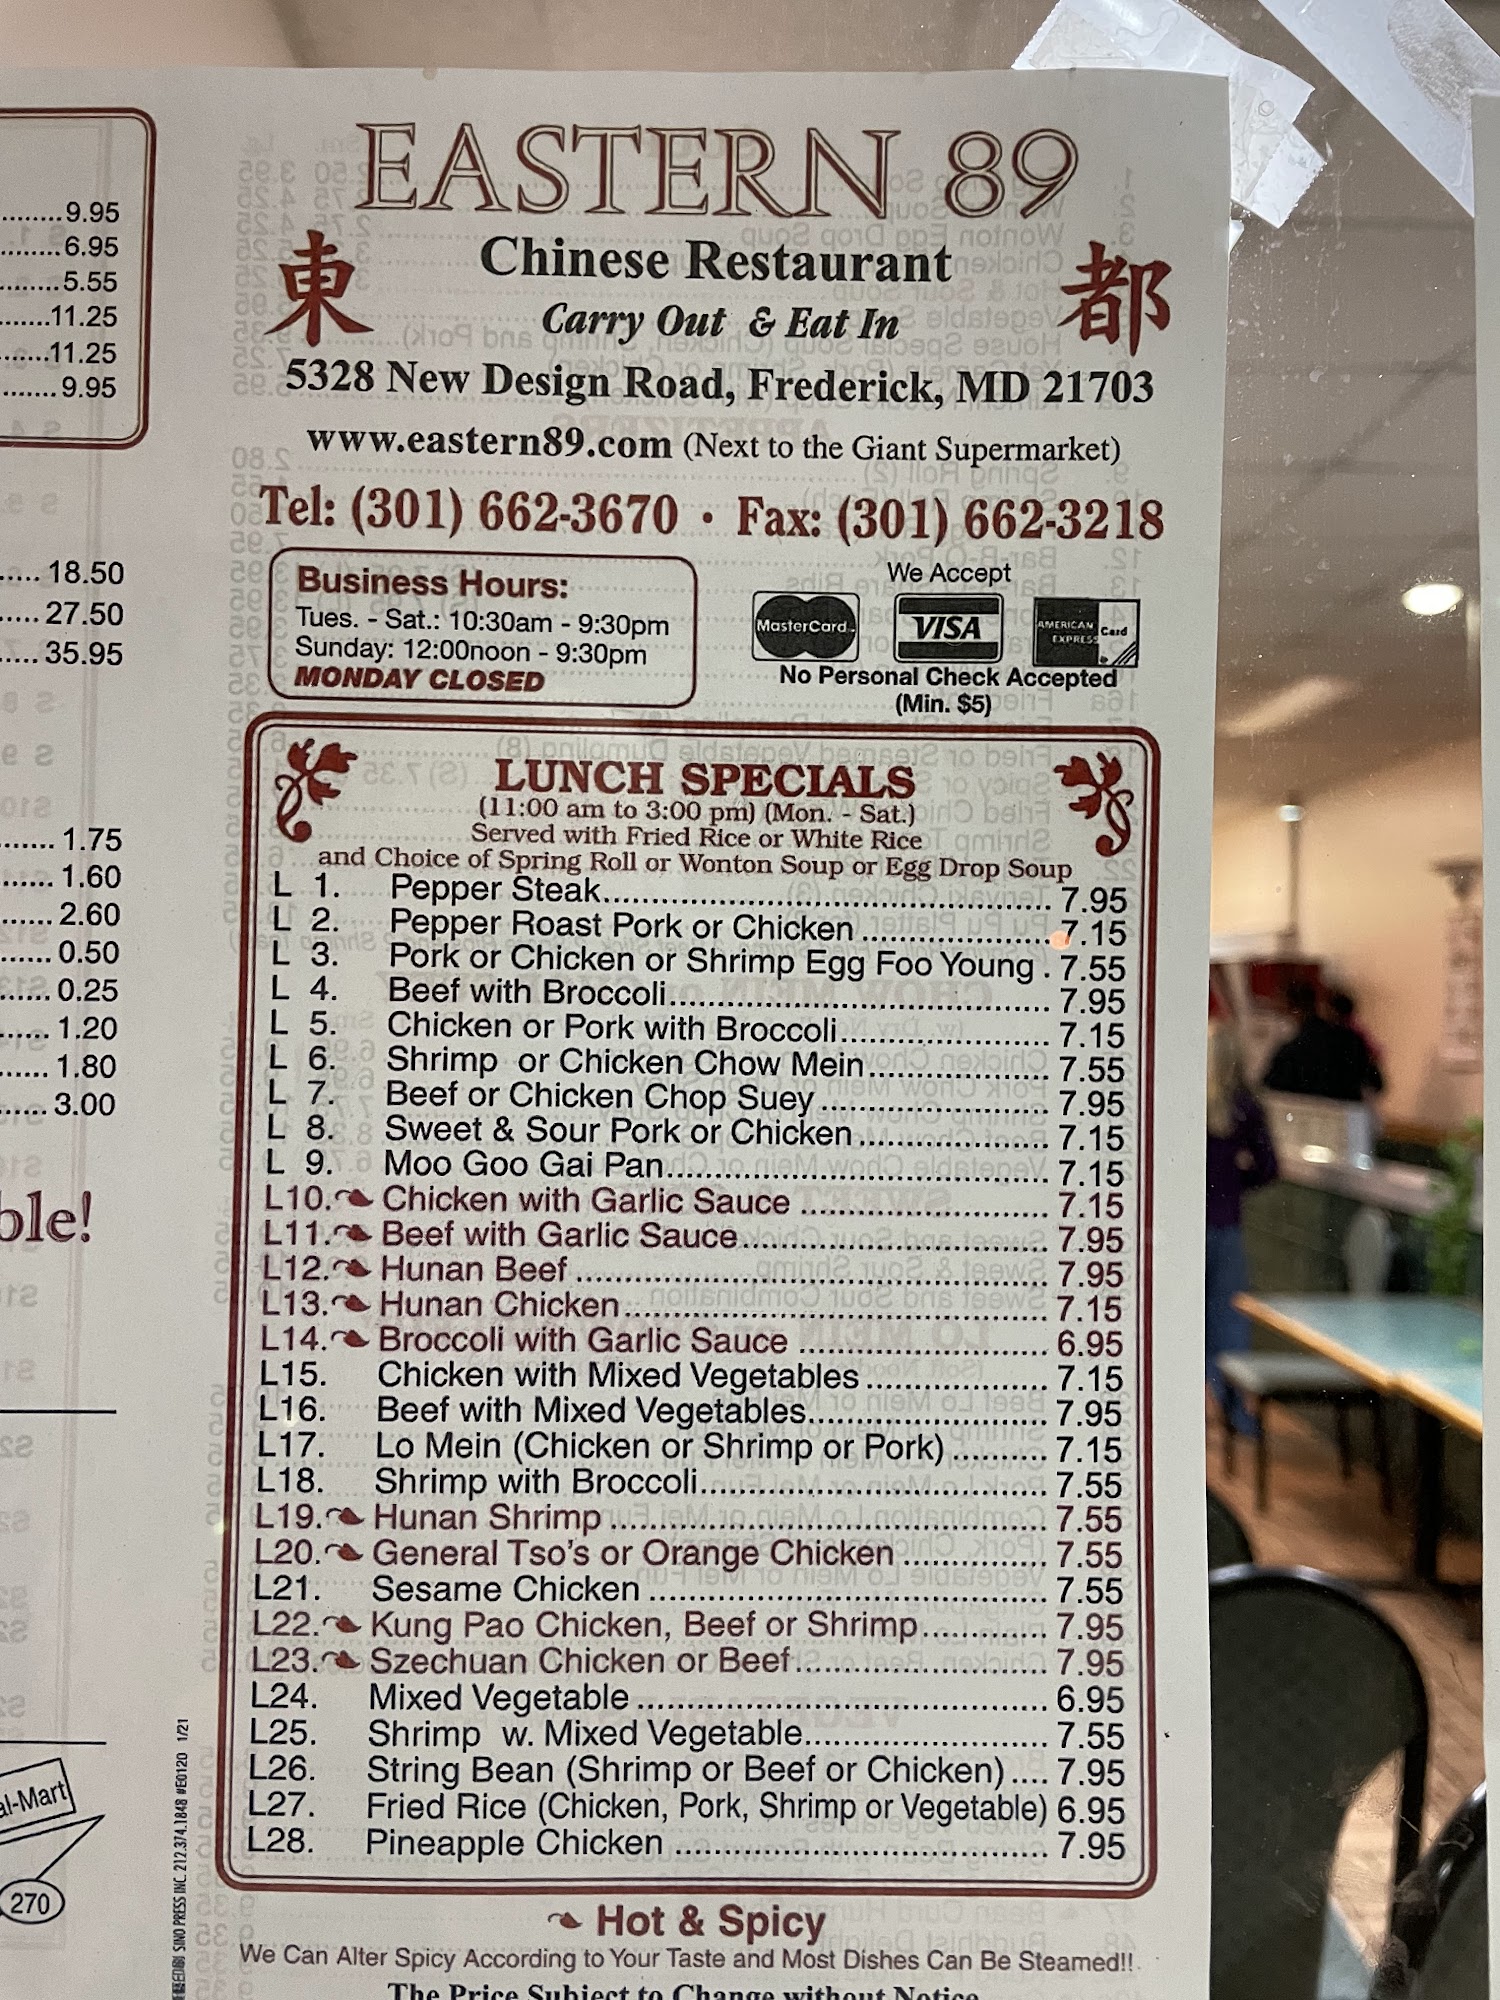 EASTERN 89
東 都
Chinese Restaurant
Carry Out & Eat In
5328 New Design Road, Frederick, MD 21703
www.eastern89.com (Next to the Giant Supermarket)
Tel: (301) 662-3670 · Fax: (301) 662-3218
Business Hours:
Tues. - Sat.: 10:30am - 9:30pm
Sunday: 12:00noon - 9:30pm
MONDAY CLOSED
We Accept
MasterCard
VISA
AMERICAN EXPRESS Card
No Personal Check Accepted
(Min. $5)
LUNCH SPECIALS
(11:00 am to 3:00 pm) (Mon. - Sat.)
Served with Fried Rice or White Rice
and Choice of Spring Roll or Wonton Soup or Egg Drop Soup
L 1. Pepper Steak 7.95
L 2. Pepper Roast Pork or Chicken 7.15
L 3. Pork or Chicken or Shrimp Egg Foo Young 7.55
L 4. Beef with Broccoli 7.95
L 5. Chicken or Pork with Broccoli 7.15
L 6. Shrimp or Chicken Chow Mein 7.55
L 7. Beef or Chicken Chop Suey 7.95
L 8. Sweet & Sour Pork or Chicken 7.15
L 9. Moo Goo Gai Pan 7.15
L10. Chicken with Garlic Sauce 7.15
L11. Beef with Garlic Sauce 7.95
L12. Hunan Beef 7.95
L13. Hunan Chicken 7.15
L14. Broccoli with Garlic Sauce 6.95
L15. Chicken with Mixed Vegetables 7.15
L16. Beef with Mixed Vegetables 7.95
L17. Lo Mein (Chicken or Shrimp or Pork) 7.15
L18. Shrimp with Broccoli 7.55
L19. Hunan Shrimp 7.55
L20. General Tso's or Orange Chicken 7.55
L21. Sesame Chicken 7.55
L22. Kung Pao Chicken, Beef or Shrimp 7.95
L23. Szechuan Chicken or Beef 7.95
L24. Mixed Vegetable 6.95
L25. Shrimp w. Mixed Vegetable 7.55
L26. String Bean (Shrimp or Beef or Chicken) 7.95
L27. Fried Rice (Chicken, Pork, Shrimp or Vegetable) 6.95
L28. Pineapple Chicken 7.95
Hot & Spicy
We Can Alter Spicy According to Your Taste and Most Dishes Can Be Steamed!!
The Price Subject to Change without Notice
9.95
6.95
5.55
11.25
11.25
9.95
18.50
27.50
35.95
1.75
1.60
2.60
0.50
0.25
1.20
1.80
3.00
ble!
al-Mart
270
SINO PRESS INC. 212.374.1848 #E0120 1/21